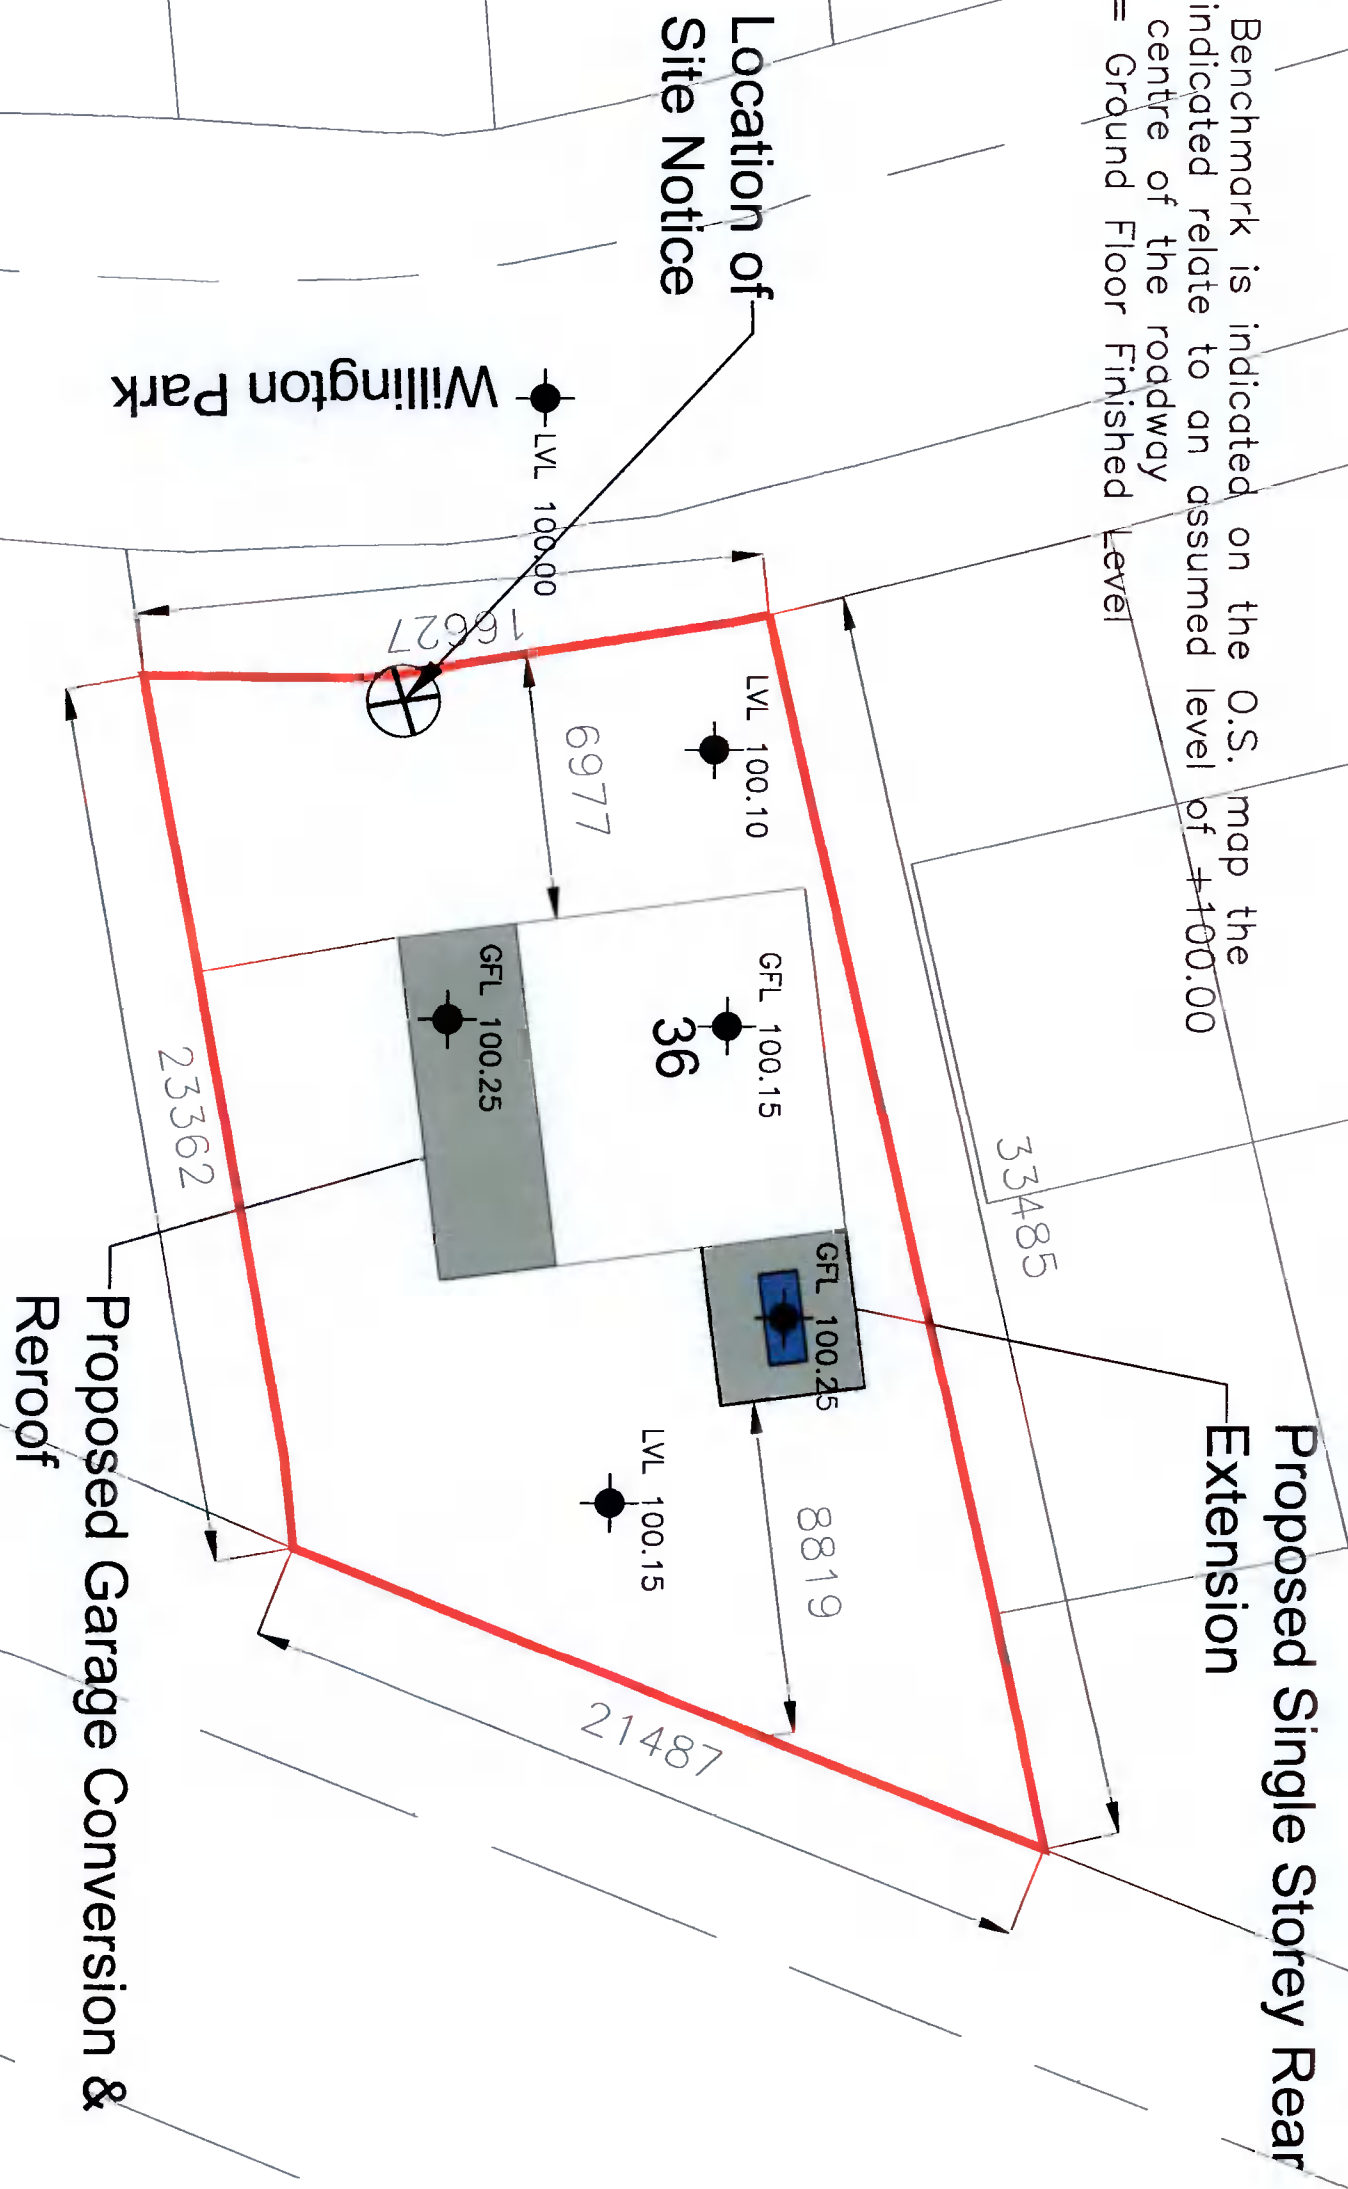 Benchmark is indicated on the O.S. map the
indicated relate to an assumed level of +100.00
centre of the roadway
= Ground Floor Finished Level
Location of
Site Notice
Willington Park
LVL 100.00
16627
LVL 100.10
6977
GFL 100.15
36
GFL 100.25
33485
GFL 100.25
23362
LVL 100.15
8819
21487
Proposed Single Storey Rear
Extension
Proposed Garage Conversion &
Reroof